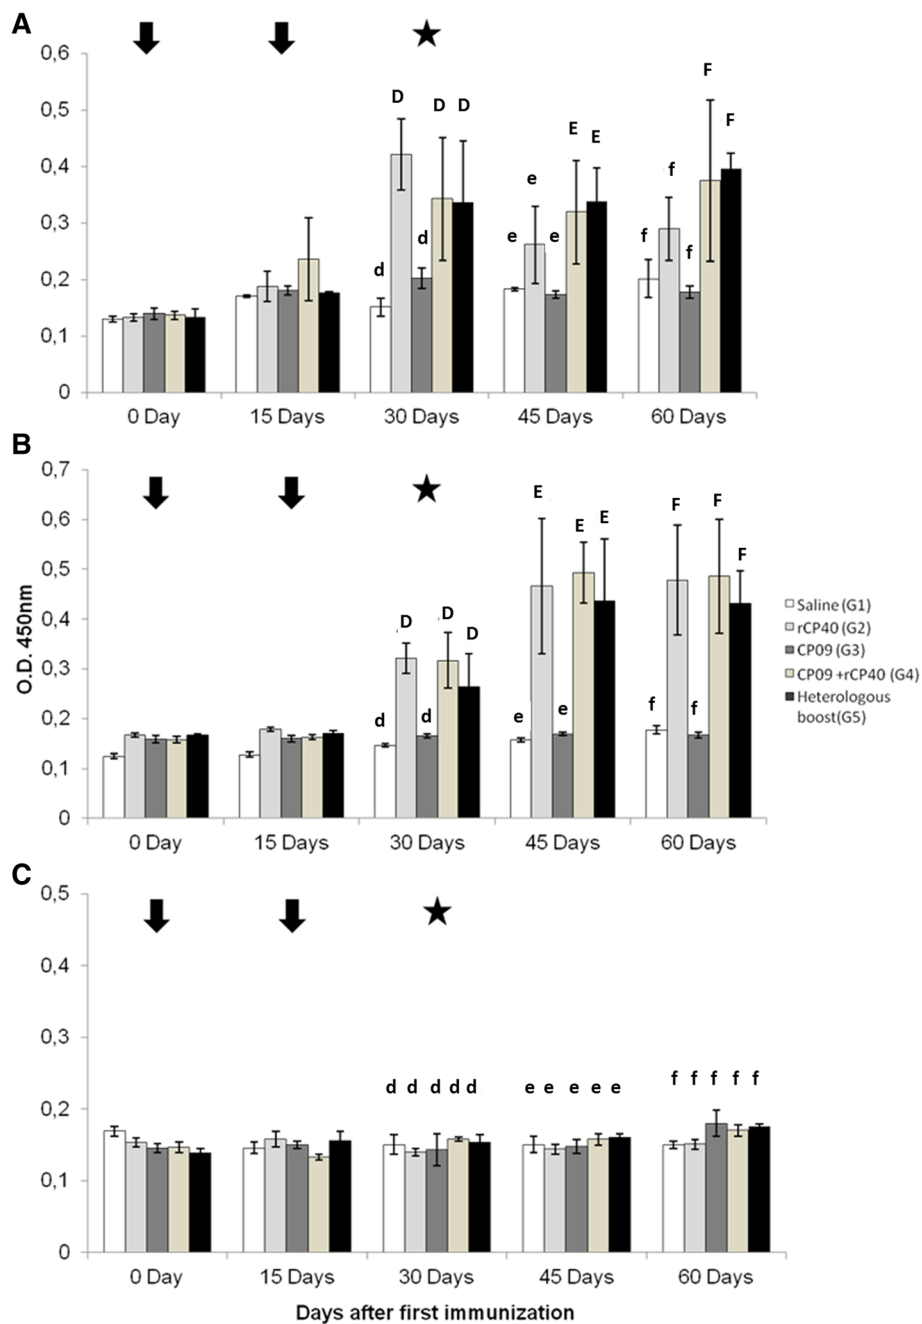 A
0,6
0,5
0,4
0,3
0,2
0,1
0
D D D
d d
E E
e e e
F F
f f f
0 Day 15 Days 30 Days 45 Days 60 Days
B
0,7
0,6
0,5
0,4
0,3
0,2
0,1
0
O.D. 450nm
D D D
d d
E E E
e e
F F F
f f
0 Day 15 Days 30 Days 45 Days 60 Days
Saline (G1)
rCP40 (G2)
CP09 (G3)
CP09 +rCP40 (G4)
Heterologous
boost(G5)
C
0,5
0,4
0,3
0,2
0,1
0
d d d d d
e e e e e
f f f f f
0 Day 15 Days 30 Days 45 Days 60 Days
Days after first immunization